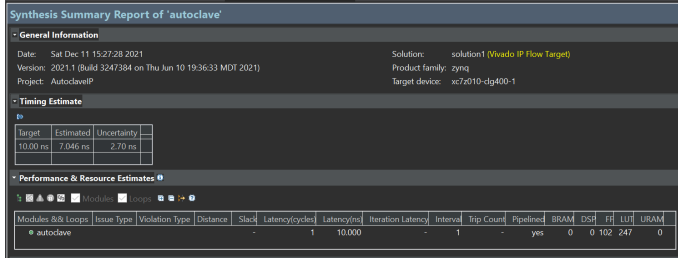 Synthesis Summary Report of 'autoclave'
General Information
Date: Sat Dec 11 15:27:28 2021 Solution: solution1 (Vivado IP Flow Target)
Version: 2021.1 (Build 3247384 on Thu Jun 10 19:36:33 MDT 2021) Product family: zynq
Project: AutoclaveIP Target device: xc7z010-clg400-1
Timing Estimate
Target Estimated Uncertainty
10.00 ns 7.046 ns 2.70 ns
Performance & Resource Estimates
Modules Loops
Modules && Loops Issue Type Violation Type Distance Slack Latency(cycles) Latency(ns) Iteration Latency Interval Trip Count Pipelined BRAM DSP FF LUT URAM
autoclave - 1 10.000 - 1 - yes 0 0 102 247 0